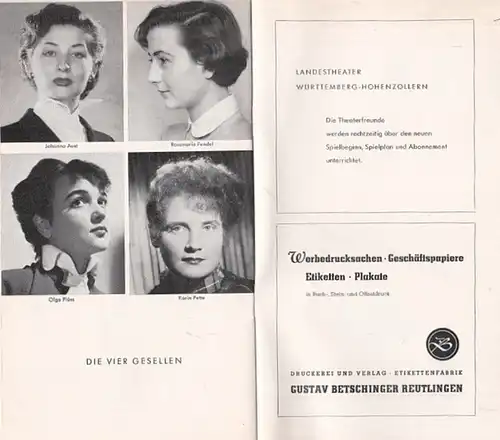 Johanna Aust
Rosemarie Fendel
Olga Plüss
Karin Pette
DIE VIER GESELLEN
LANDESTHEATER
WÜRTTEMBERG-HOHENZOLLERN
Die Theaterfreunde
werden rechtzeitig über den neuen
Spielbeginn, Spielplan und Abonnement
unterrichtet.
Werbedrucksachen · Geschäftspapiere
Etiketten · Plakate
in Buch-, Stein- und Offsetdruck
B
DRUCKEREI UND VERLAG · ETIKETTENFABRIK
GUSTAV BETSCHINGER REUTLINGEN